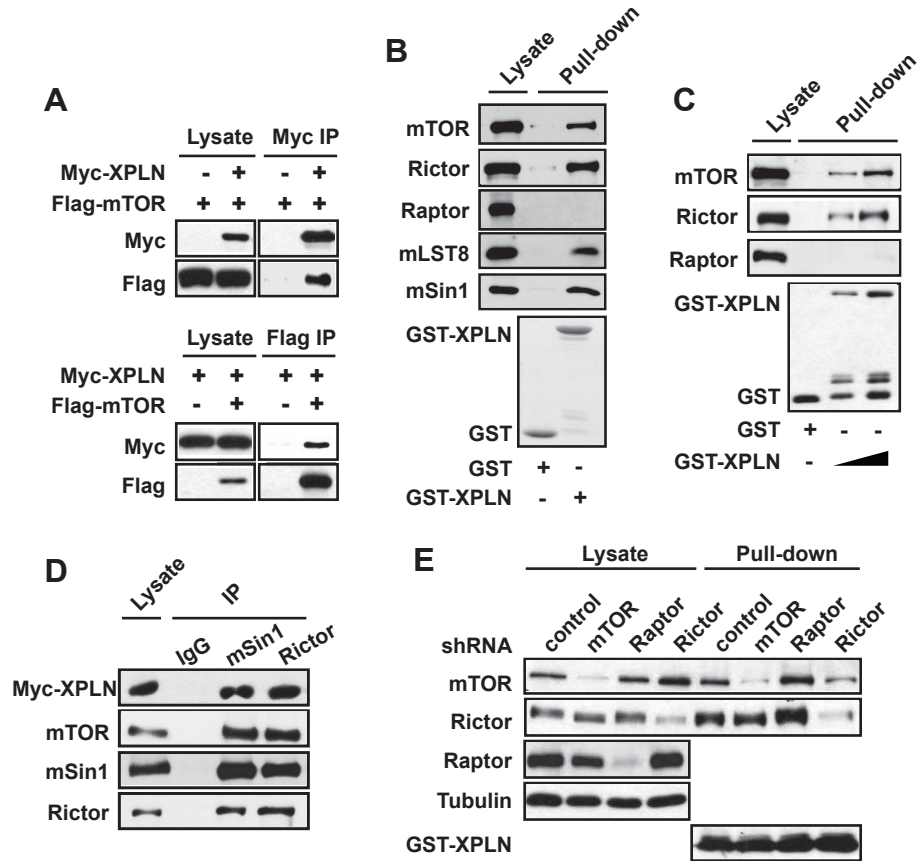 A
Lysate Myc IP
Myc-XPLN - + - +
Flag-mTOR + + + +
Myc
Flag
Lysate Flag IP
Myc-XPLN + + + +
Flag-mTOR - + - +
Myc
Flag
B
Lysate Pull-down
mTOR
Rictor
Raptor
mLST8
mSin1
GST-XPLN
GST
GST + -
GST-XPLN - +
C
Lysate Pull-down
mTOR
Rictor
Raptor
GST-XPLN
GST
GST + - -
GST-XPLN -
D
Lysate IP
IgG mSin1 Rictor
Myc-XPLN
mTOR
mSin1
Rictor
E
Lysate Pull-down
shRNA control mTOR Raptor Rictor control mTOR Raptor Rictor
mTOR
Rictor
Raptor
Tubulin
GST-XPLN